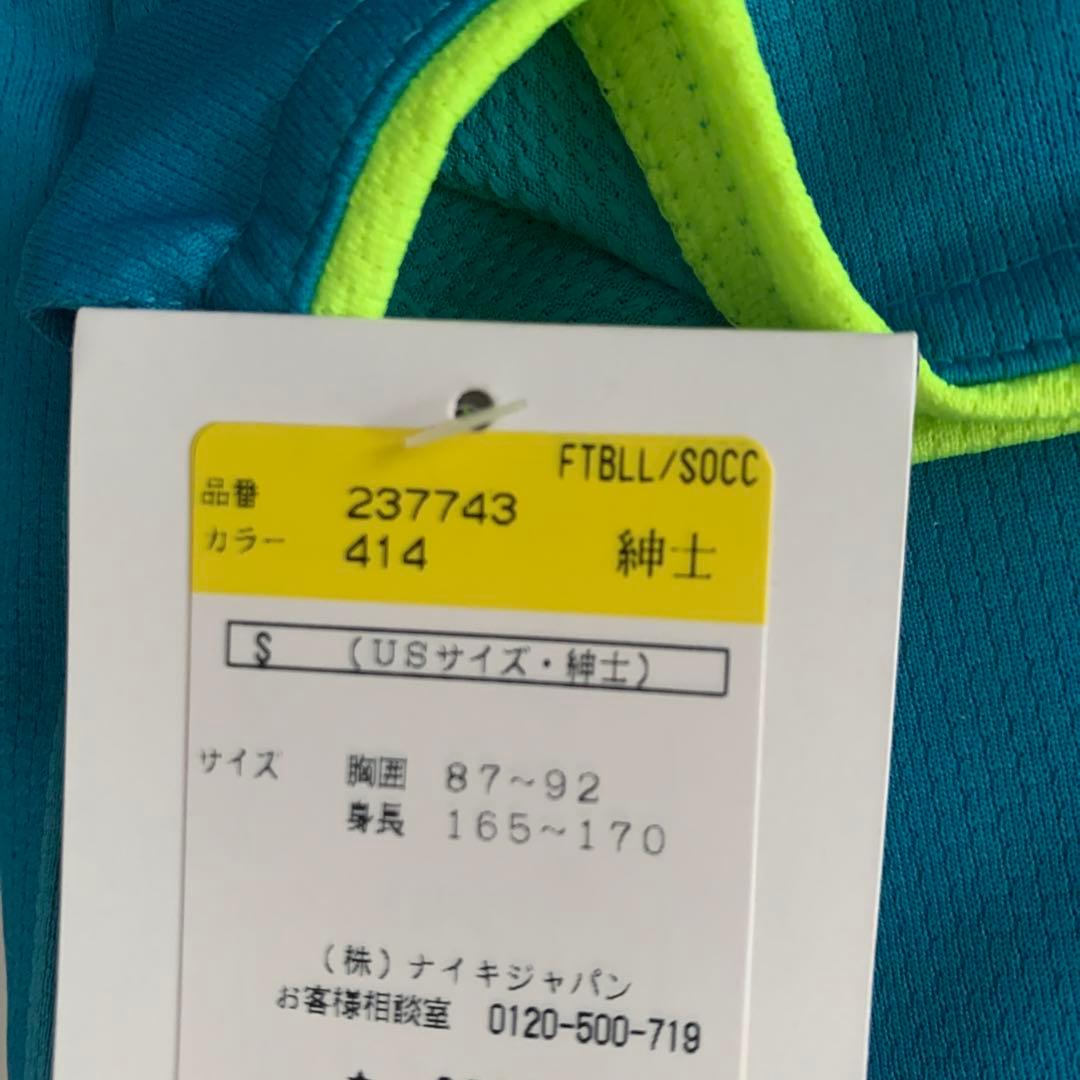 FTBLL/SOCC
品番 237743
カラー 414 紳士
S (USサイズ・紳士)
サイズ 胸囲 87~92
身長 165~170
(株)ナイキジャパン
お客様相談室 0120-500-719